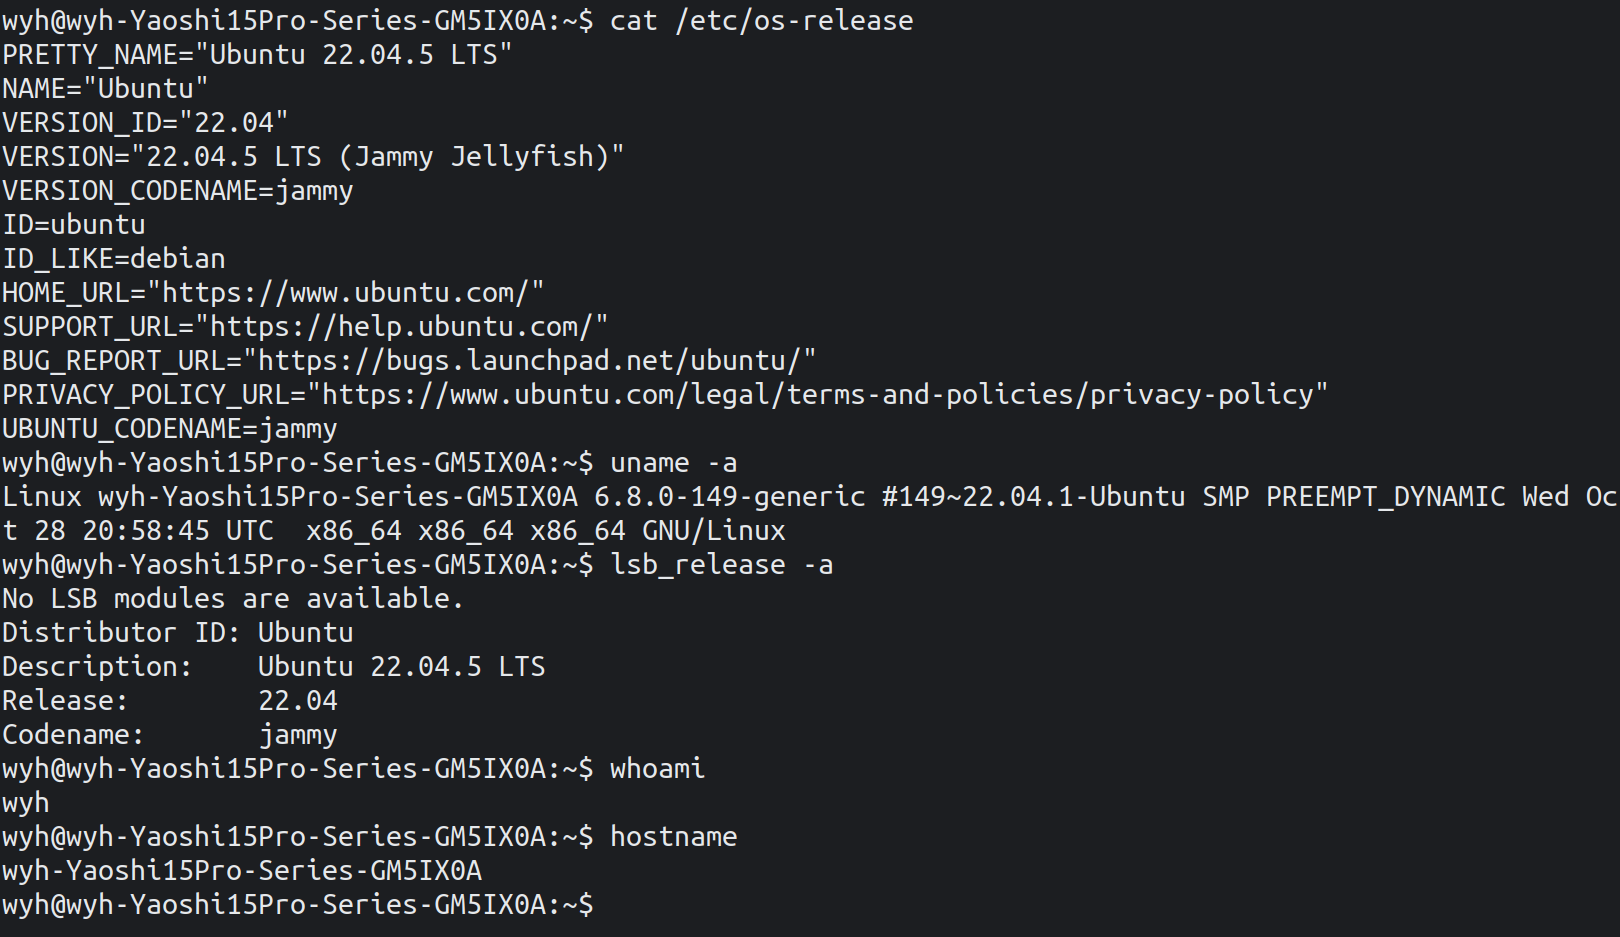 wyh@wyh-Yaoshi15Pro-Series-GM5IX0A:~$ cat /etc/os-release
PRETTY_NAME="Ubuntu 22.04.5 LTS"
NAME="Ubuntu"
VERSION_ID="22.04"
VERSION="22.04.5 LTS (Jammy Jellyfish)"
VERSION_CODENAME=jammy
ID=ubuntu
ID_LIKE=debian
HOME_URL="https://www.ubuntu.com/"
SUPPORT_URL="https://help.ubuntu.com/"
BUG_REPORT_URL="https://bugs.launchpad.net/ubuntu/"
PRIVACY_POLICY_URL="https://www.ubuntu.com/legal/terms-and-policies/privacy-policy"
UBUNTU_CODENAME=jammy
wyh@wyh-Yaoshi15Pro-Series-GM5IX0A:~$ uname -a
Linux wyh-Yaoshi15Pro-Series-GM5IX0A 6.8.0-149-generic #149~22.04.1-Ubuntu SMP PREEMPT_DYNAMIC Wed Oc
t 28 20:58:45 UTC  x86_64 x86_64 x86_64 GNU/Linux
wyh@wyh-Yaoshi15Pro-Series-GM5IX0A:~$ lsb_release -a
No LSB modules are available.
Distributor ID: Ubuntu
Description:    Ubuntu 22.04.5 LTS
Release:        22.04
Codename:       jammy
wyh@wyh-Yaoshi15Pro-Series-GM5IX0A:~$ whoami
wyh
wyh@wyh-Yaoshi15Pro-Series-GM5IX0A:~$ hostname
wyh-Yaoshi15Pro-Series-GM5IX0A
wyh@wyh-Yaoshi15Pro-Series-GM5IX0A:~$